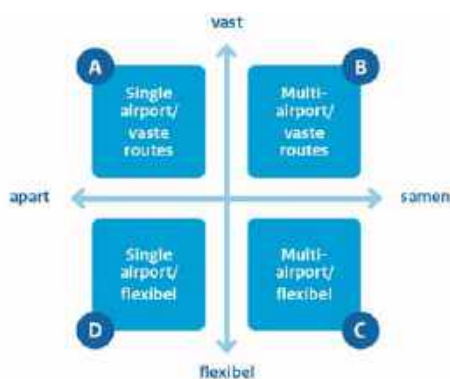 vast
A
Single
airport/
vaste
routes
B
Multi-
airport/
vaste
routes
apart
samen
Single
airport/
flexibel
D
Multi-
airport/
flexibel
C
flexibel